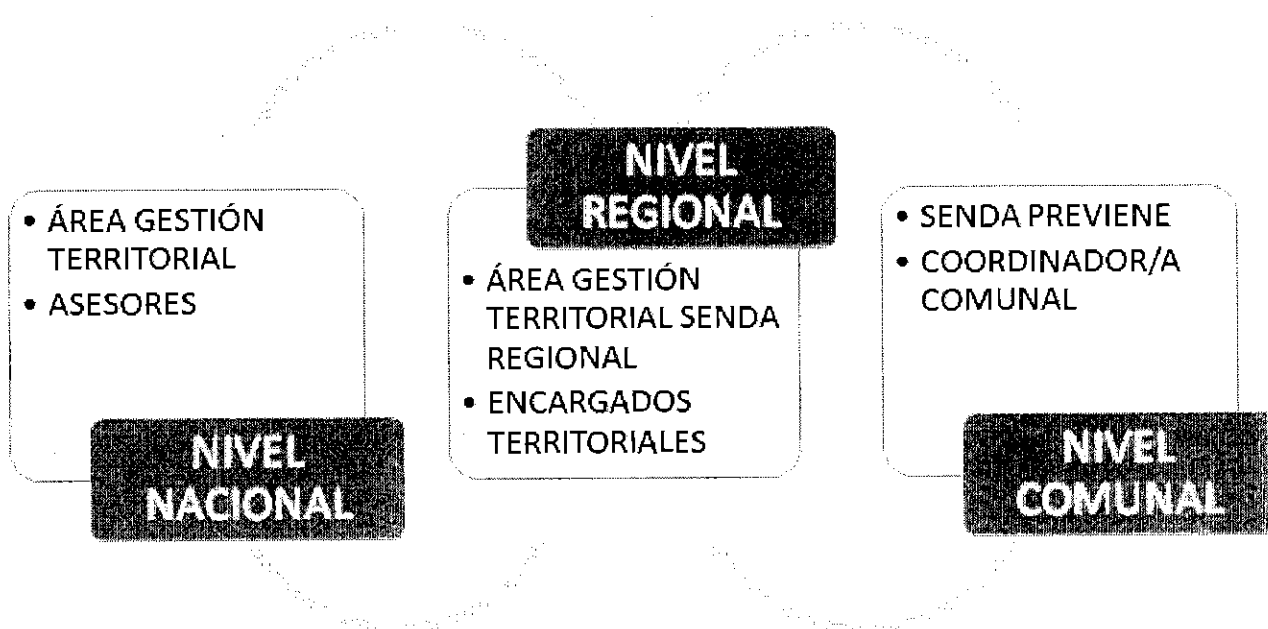 • ÁREA GESTIÓN
TERRITORIAL
• ASESORES
NIVEL
NACIONAL
NIVEL
REGIONAL
• ÁREA GESTIÓN
TERRITORIAL SENDA
REGIONAL
• ENCARGADOS
TERRITORIALES
• SENDA PREVIENE
• COORDINADOR/A
COMUNAL
NIVEL
COMUNAL